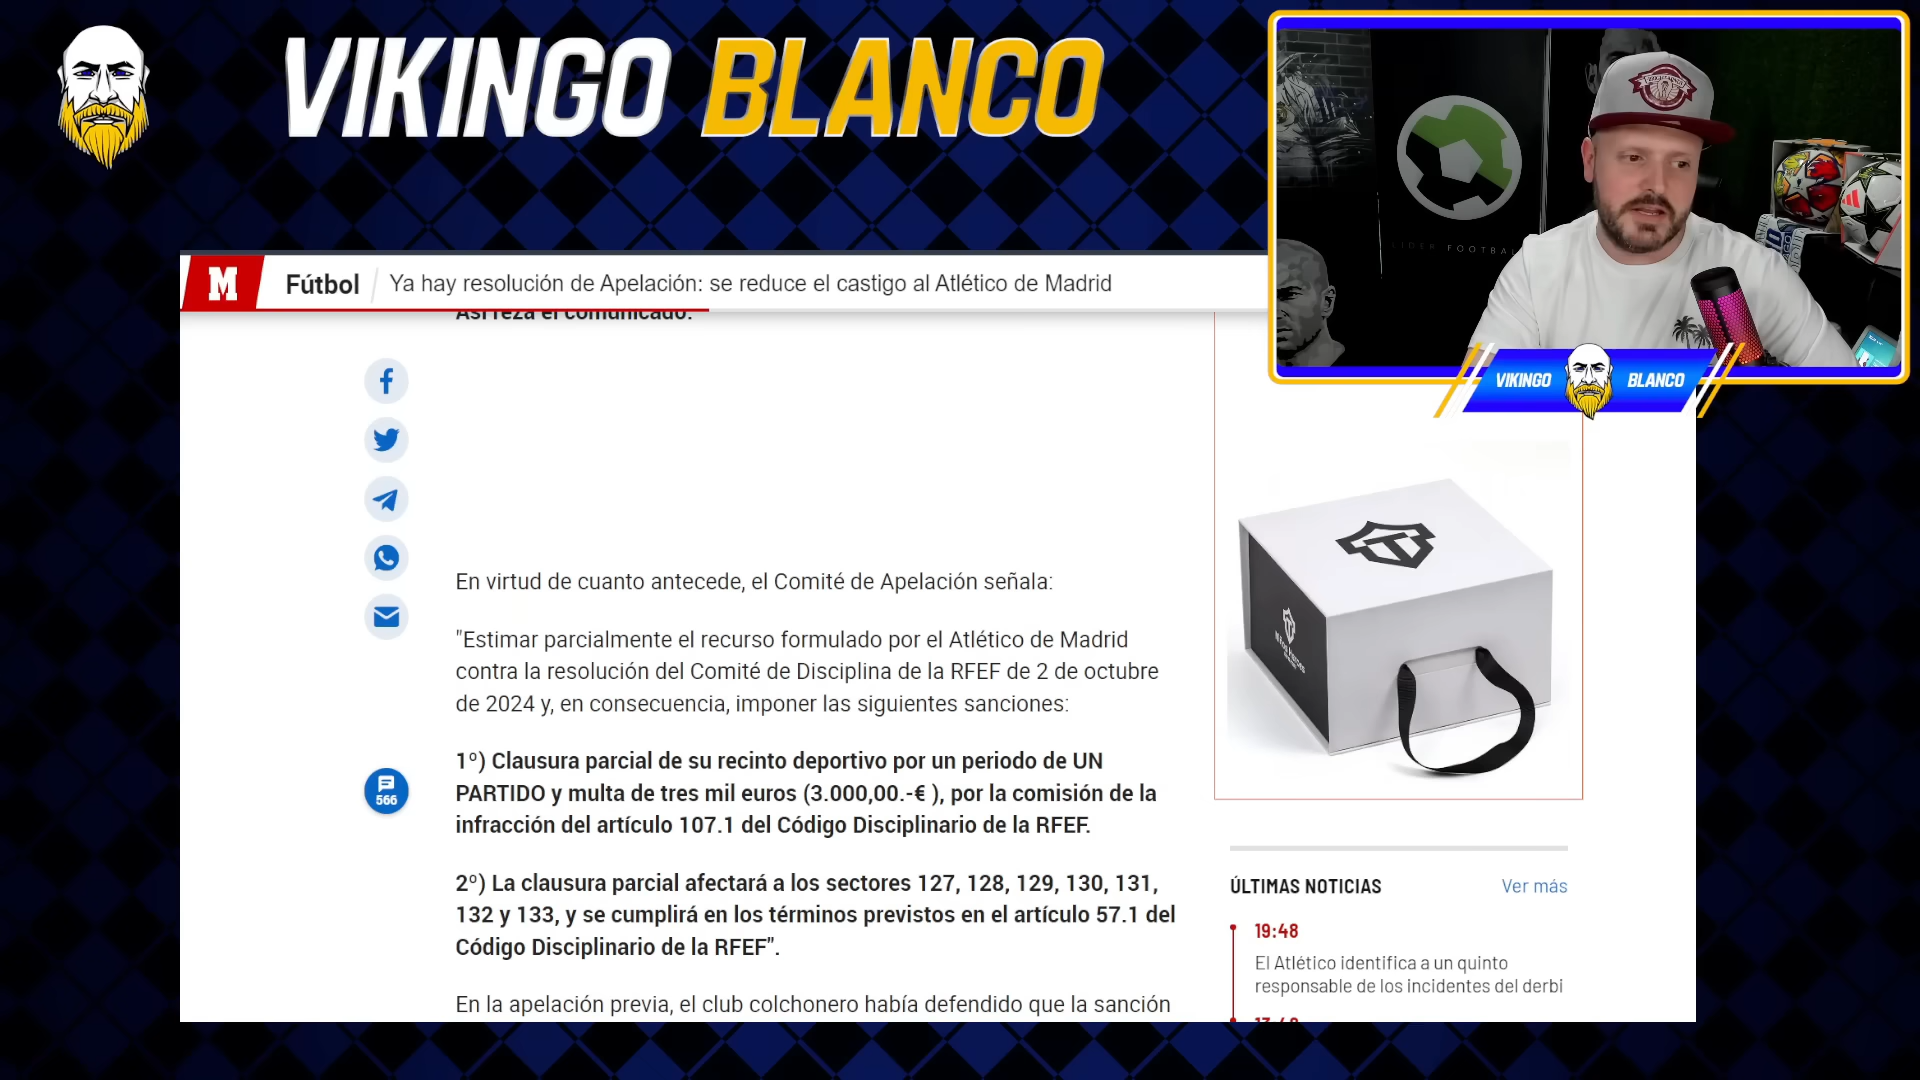 VIKINGO BLANCO
M
Fútbol
Ya hay resolución de Apelación: se reduce el castigo al Atlético de Madrid
Así reza el comunicado:
En virtud de cuanto antecede, el Comité de Apelación señala:
"Estimar parcialmente el recurso formulado por el Atlético de Madrid
contra la resolución del Comité de Disciplina de la RFEF de 2 de octubre
de 2024 y, en consecuencia, imponer las siguientes sanciones:
1º) Clausura parcial de su recinto deportivo por un periodo de UN
PARTIDO y multa de tres mil euros (3.000,00.-€ ), por la comisión de la
infracción del artículo 107.1 del Código Disciplinario de la RFEF.
566
2º) La clausura parcial afectará a los sectores 127, 128, 129, 130, 131,
132 y 133, y se cumplirá en los términos previstos en el artículo 57.1 del
Código Disciplinario de la RFEF".
En la apelación previa, el club colchonero había defendido que la sanción
LIDER FOOTBAL
VIKINGO BLANCO
ÚLTIMAS NOTICIAS
Ver más
19:48
El Atlético identifica a un quinto
responsable de los incidentes del derbi